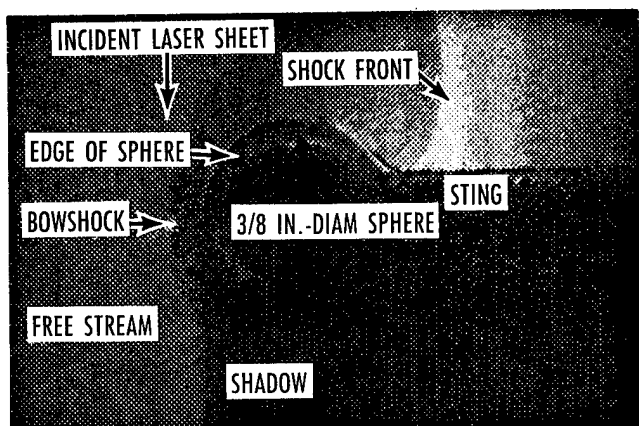 INCIDENT LASER SHEET
SHOCK FRONT
EDGE OF SPHERE
STING
BOWSHOCK
3/8 IN.-DIAM SPHERE
FREE STREAM
SHADOW